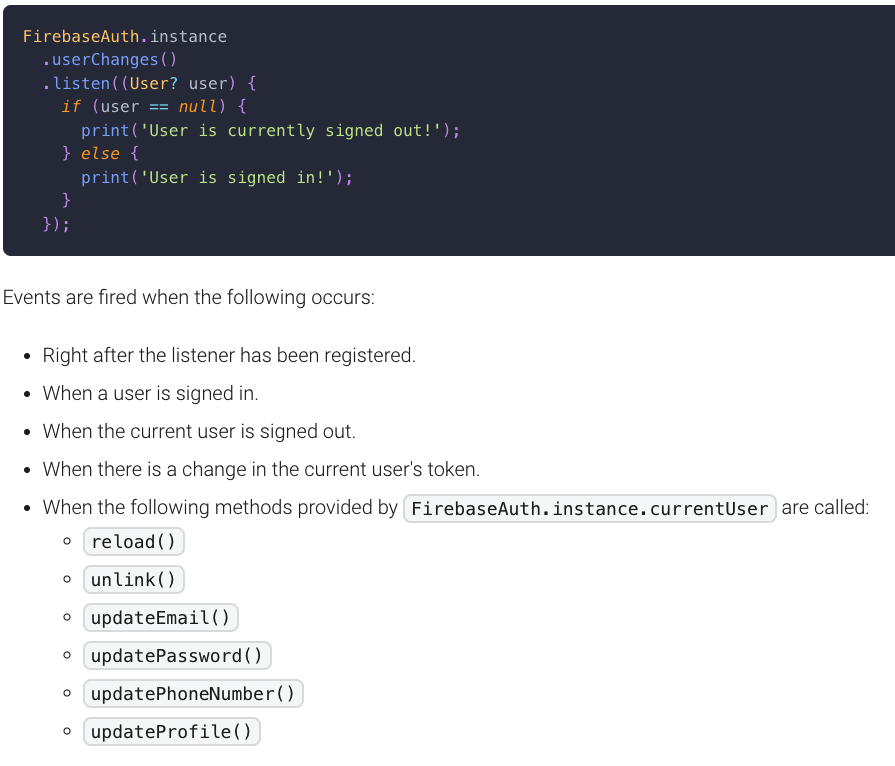 FirebaseAuth.instance
  .userChanges()
  .listen((User? user) {
    if (user == null) {
      print('User is currently signed out!');
    } else {
      print('User is signed in!');
    }
  });
Events are fired when the following occurs:
• Right after the listener has been registered.
• When a user is signed in.
• When the current user is signed out.
• When there is a change in the current user's token.
• When the following methods provided by FirebaseAuth.instance.currentUser are called:
◦ reload()
◦ unlink()
◦ updateEmail()
◦ updatePassword()
◦ updatePhoneNumber()
◦ updateProfile()